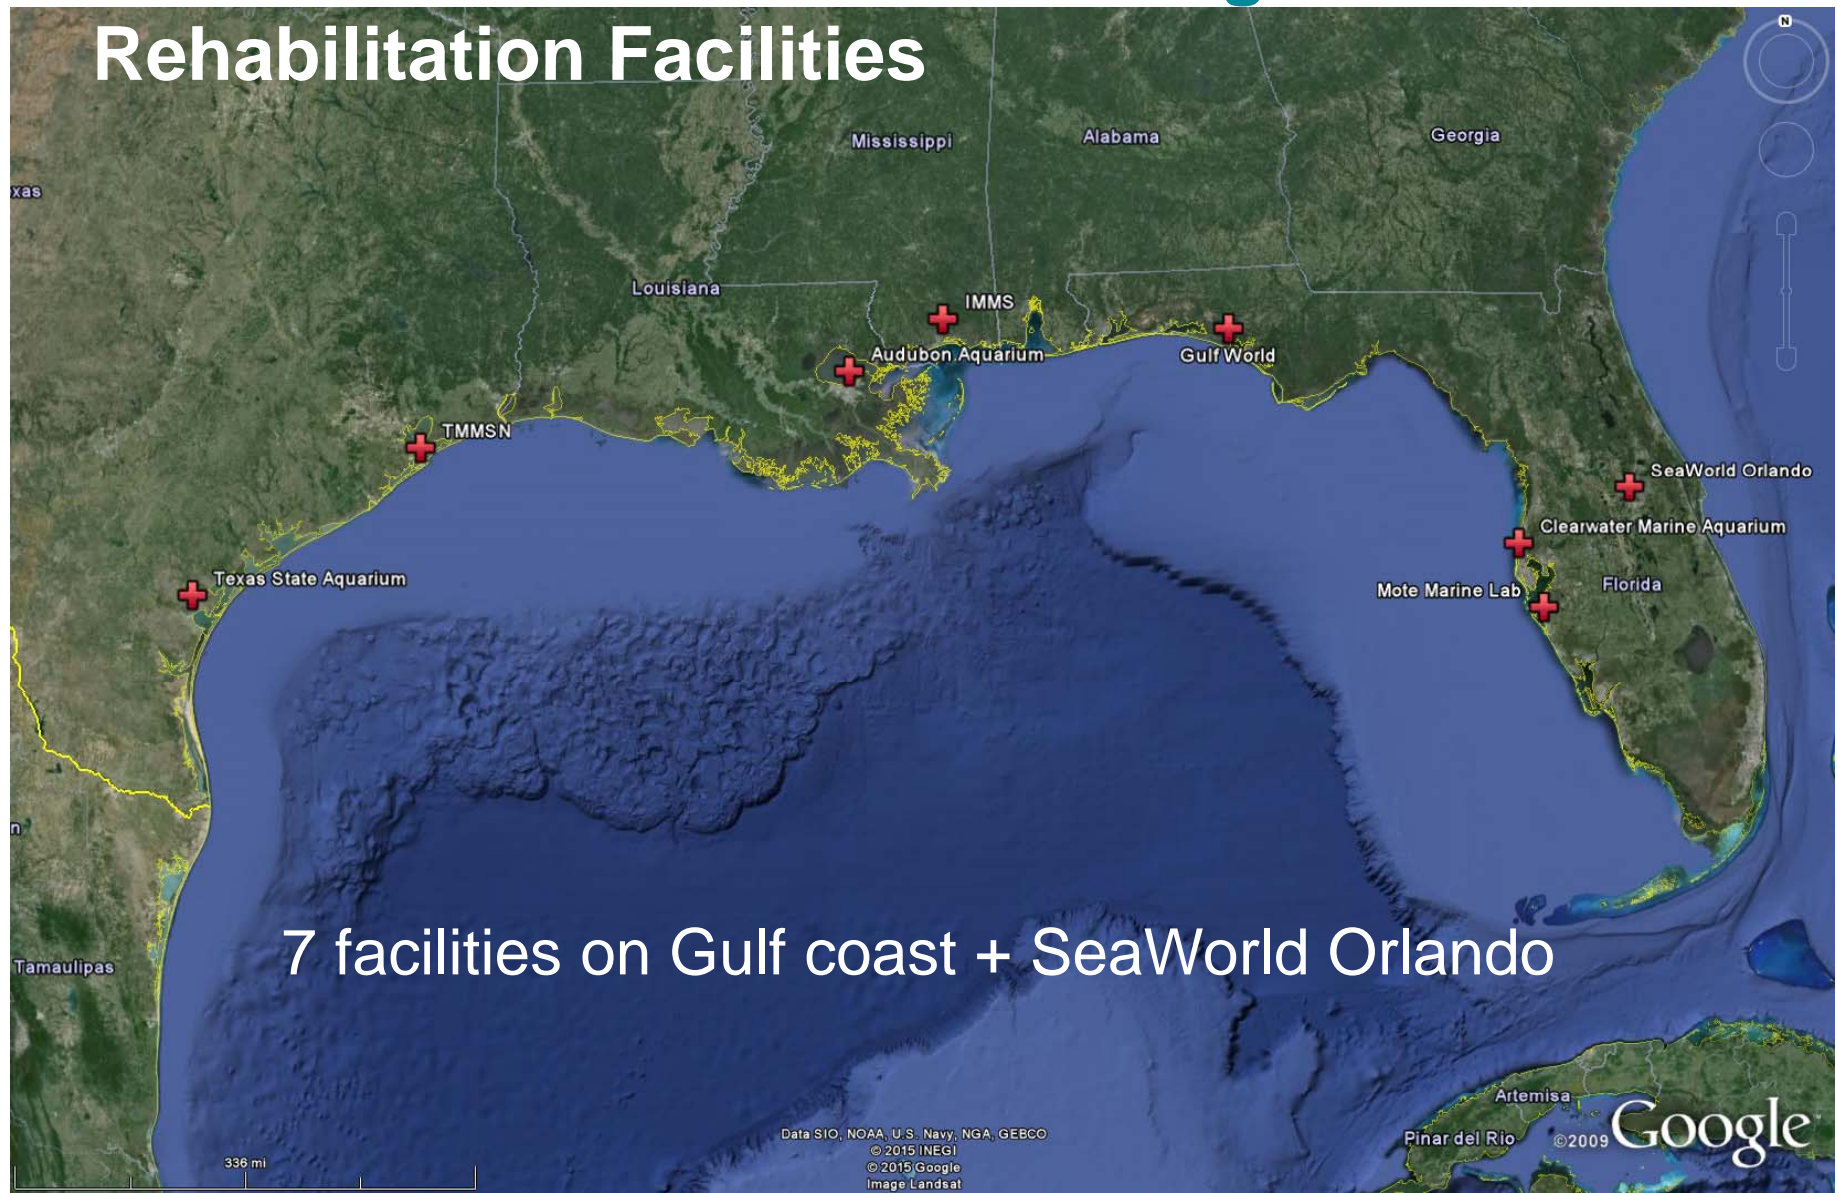 Rehabilitation Facilities
N
Mississippi
Alabama
Georgia
xas
Louisiana
IMMS
Audubon Aquarium
Gulf World
TMMSN
SeaWorld Orlando
Clearwater Marine Aquarium
Texas State Aquarium
Mote Marine Lab
Florida
n
7 facilities on Gulf coast + SeaWorld Orlando
Tamaulipas
Artemisa
Pinar del Rio
©2009 Google
Data SIO, NOAA, U.S. Navy, NGA, GEBCO
© 2015 INEGI
© 2015 Google
Image Landsat
336 mi